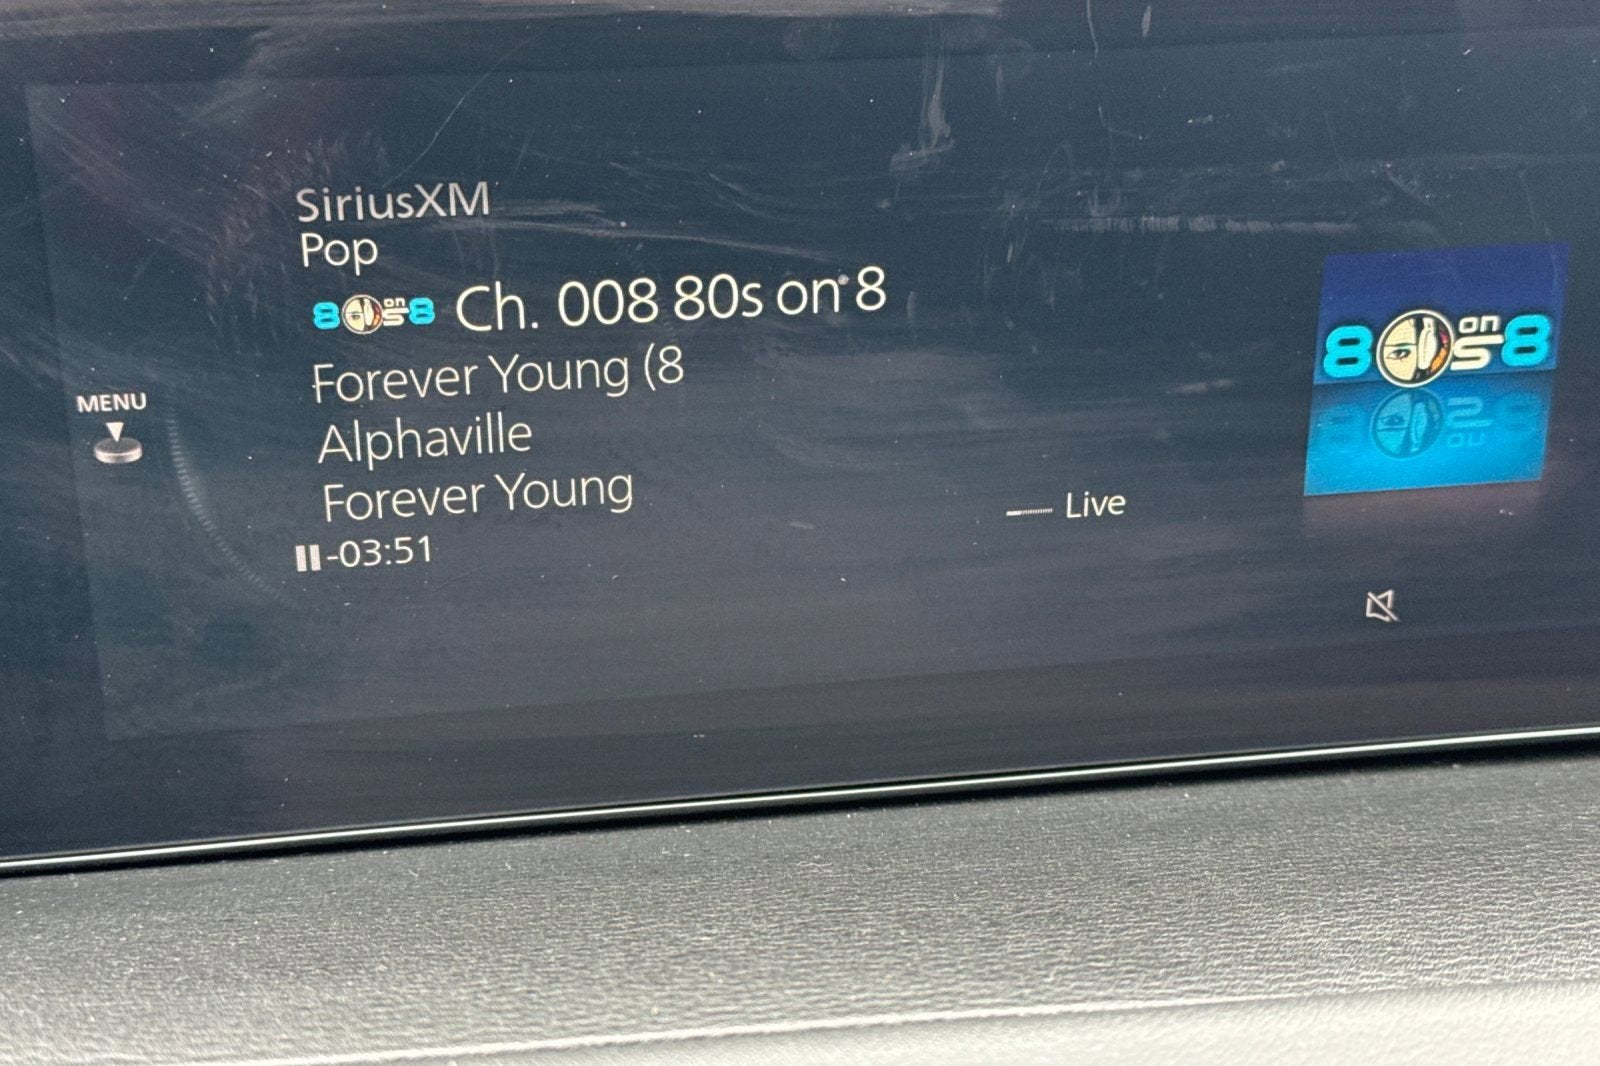 SiriusXM
Pop
80s on 8 Ch. 008 80s on 8
Forever Young (8
Alphaville
Forever Young
-03:51
MENU
Live
80s on 8